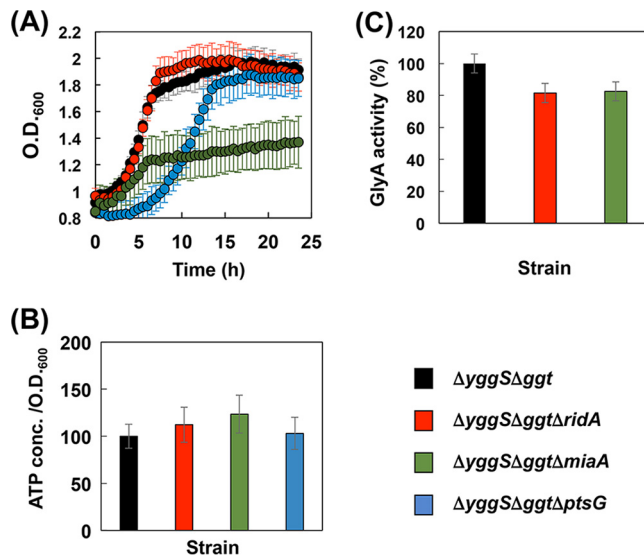 (A)
2.2
2
1.8
1.6
1.4
1.2
1
0.8
O.D.₆₀₀
0 5 10 15 20 25
Time (h)
(C)
120
100
80
60
40
20
0
GlyA activity (%)
Strain
(B)
200
150
100
50
0
ATP conc. /O.D.₆₀₀
Strain
ΔyggSΔggt
ΔyggSΔggtΔridA
ΔyggSΔggtΔmiaA
ΔyggSΔggtΔptsG